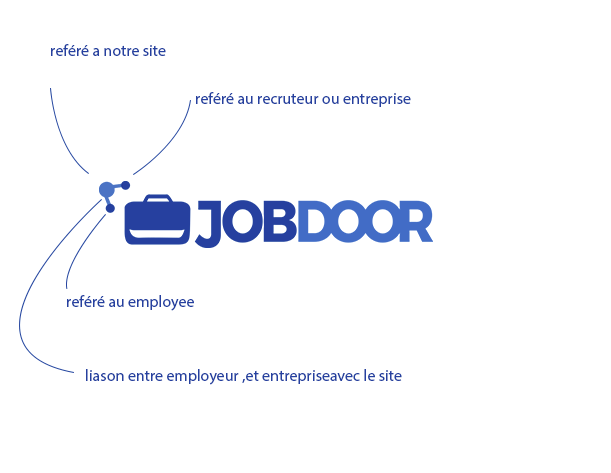 reféré a notre site
reféré au recruteur ou entreprise
JOBDOOR
reféré au employee
liason entre employeur ,et entrepriseavec le site